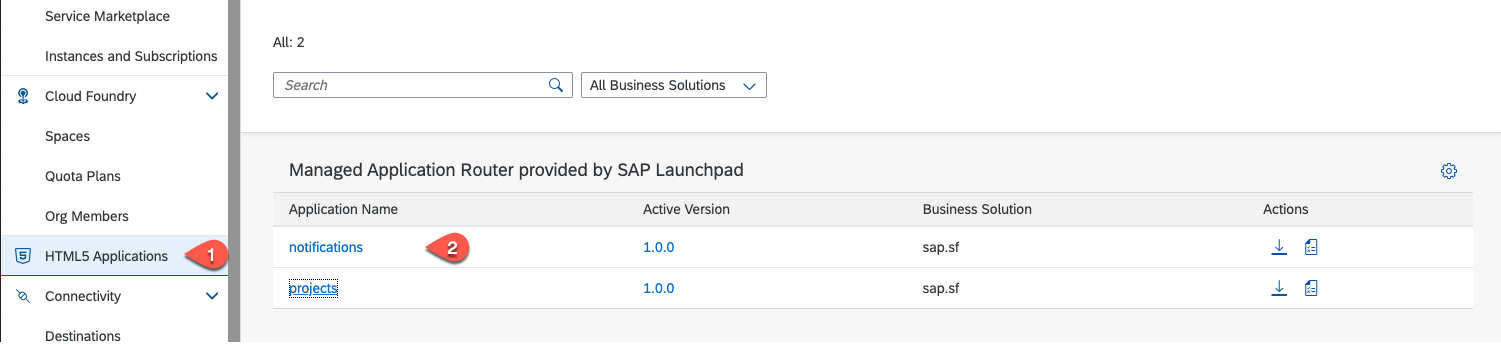 Service Marketplace
Instances and Subscriptions
Cloud Foundry
Spaces
Quota Plans
Org Members
HTML5 Applications
1
Connectivity
Destinations
All: 2
Search
All Business Solutions
Managed Application Router provided by SAP Launchpad
Application Name Active Version Business Solution Actions
notifications 2 1.0.0 sap.sf
projects 1.0.0 sap.sf